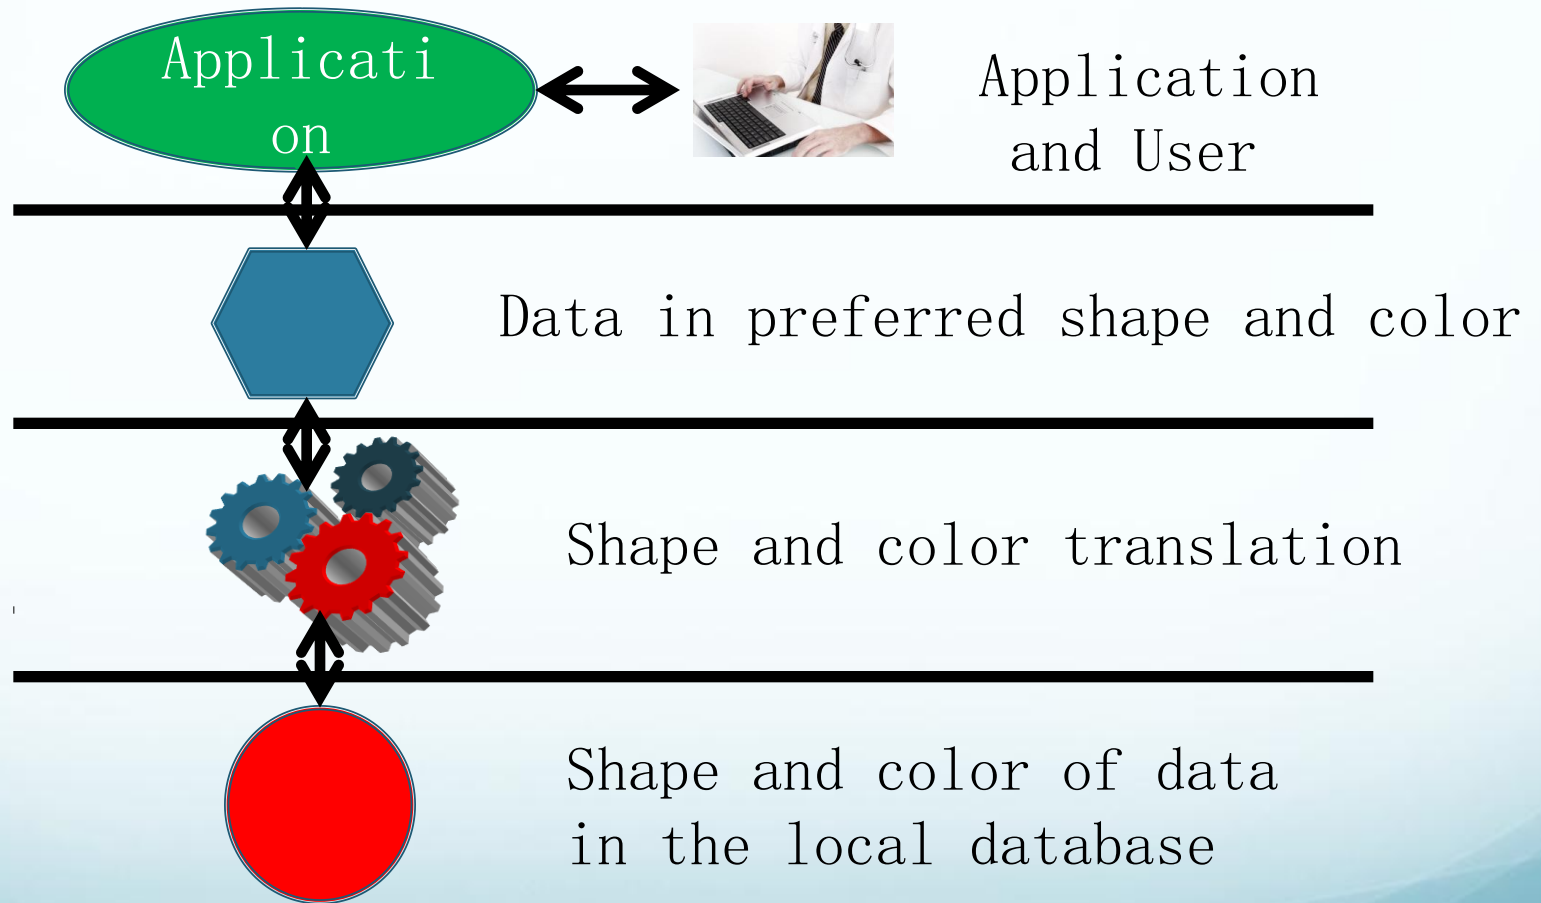 Applicati
on
Application
and User
Data in preferred shape and color
Shape and color translation
Shape and color of data
in the local database